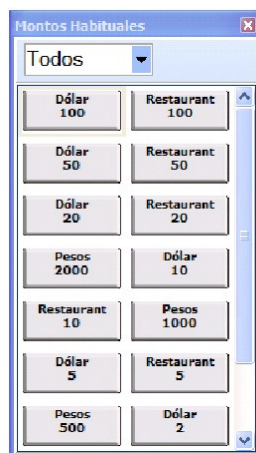 Montos Habituales
Todos
Dólar Restaurant
100 100
Dólar Restaurant
50 50
Dólar Restaurant
20 20
Pesos Dólar
2000 10
Restaurant Pesos
10 1000
Dólar Restaurant
5 5
Pesos Dólar
500 2